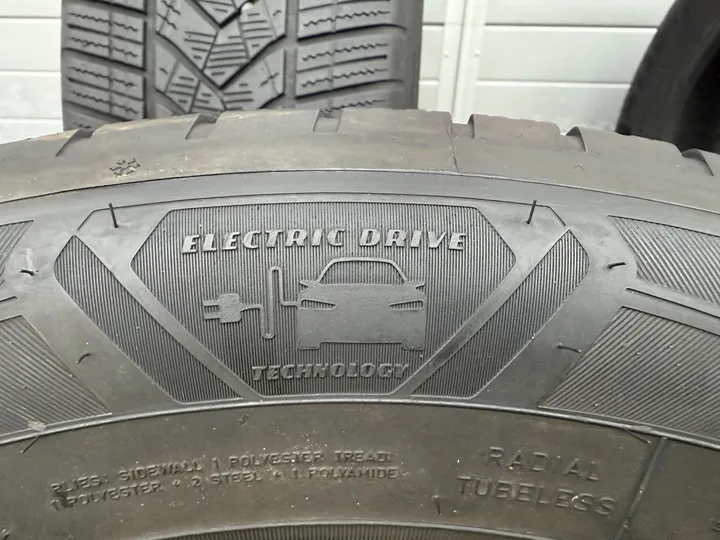 ELECTRIC DRIVE
TECHNOLOGY
PLIES: SIDEWALL 1 POLYESTER TREAD:
1 POLYESTER + 2 STEEL + 1 POLYAMIDE
RADIAL
TUBELESS